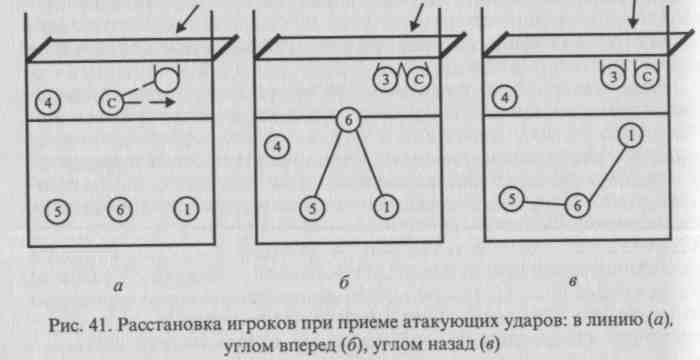 4 С
5 6 1
3 С
6
4
5 1
3 С
4
1
5 6
а б в
Рис. 41. Расстановка игроков при приеме атакующих ударов: в линию (а),
углом вперед (б), углом назад (в)